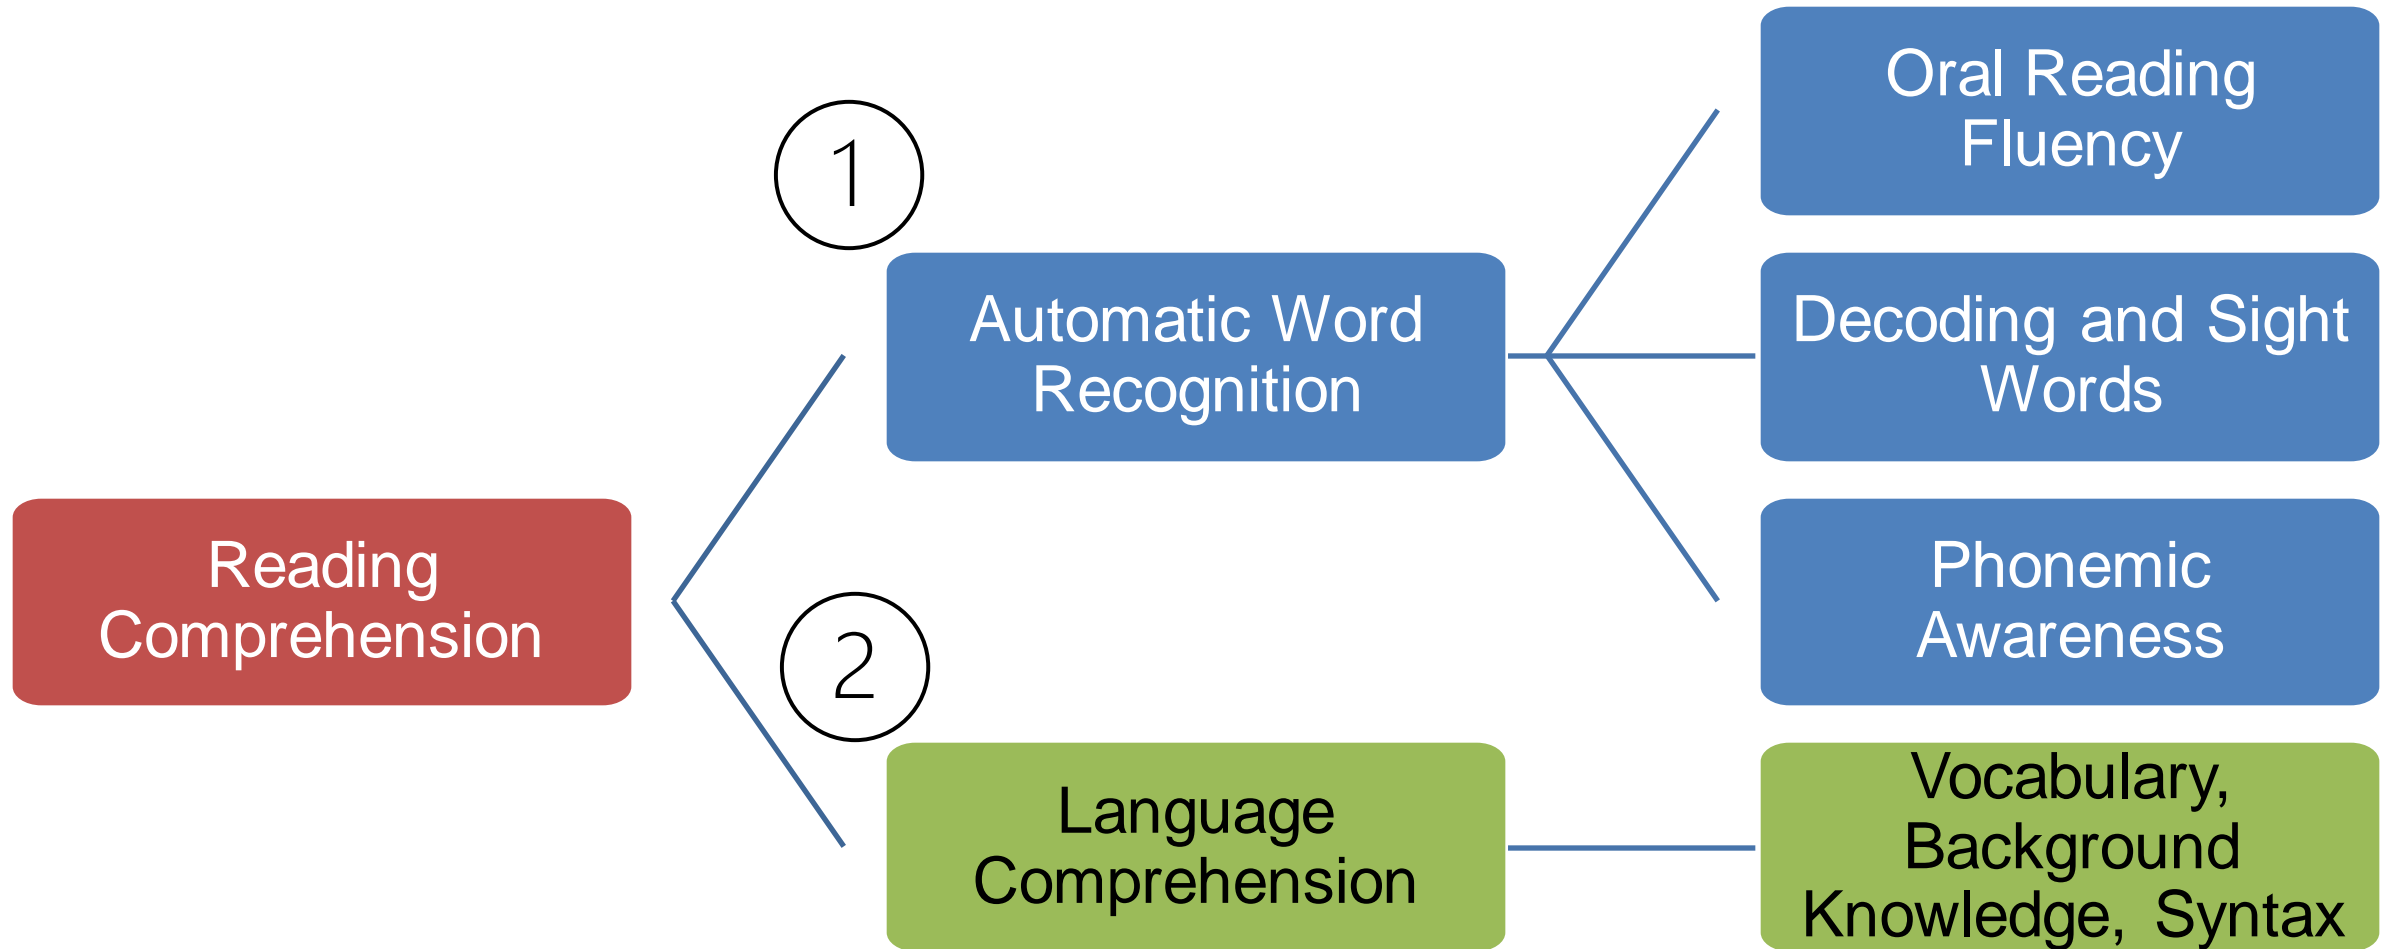 Reading
Comprehension
1
Automatic Word
Recognition
Oral Reading
Fluency
Decoding and Sight
Words
Phonemic
Awareness
2
Language
Comprehension
Vocabulary,
Background
Knowledge, Syntax